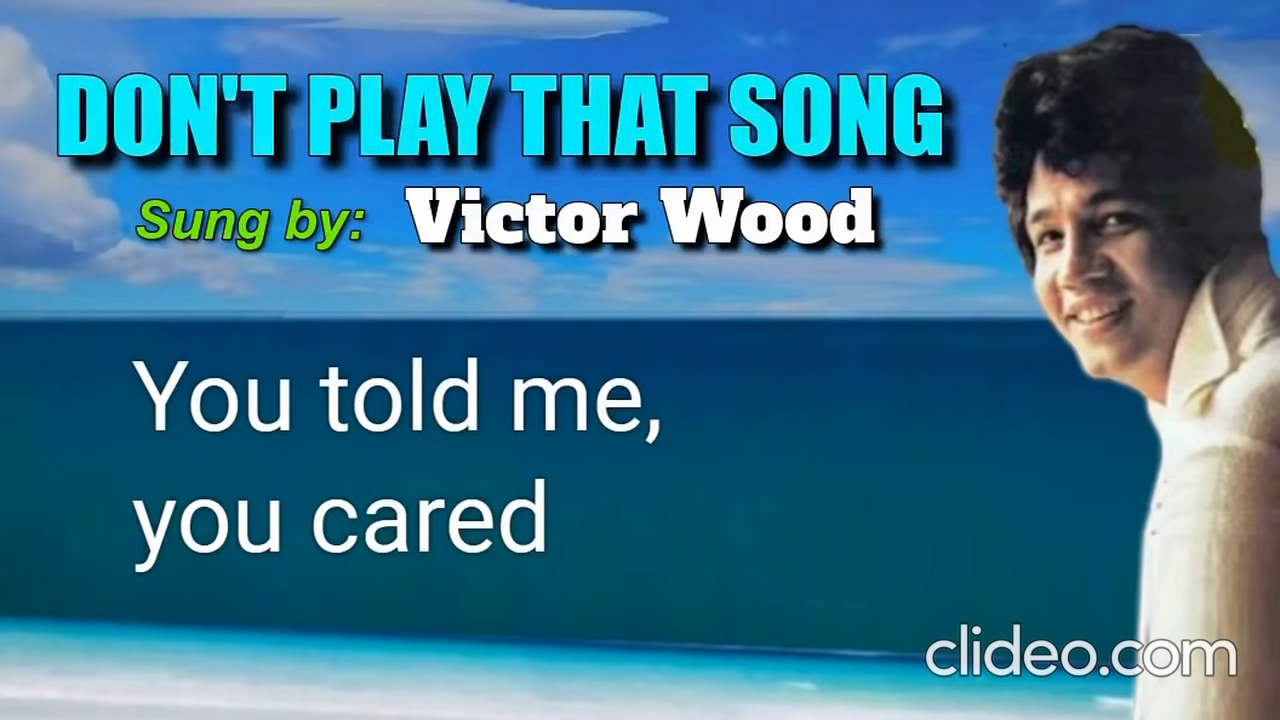 DON'T PLAY THAT SONG
Sung by: Victor Wood
You told me,
you cared
clideo.com